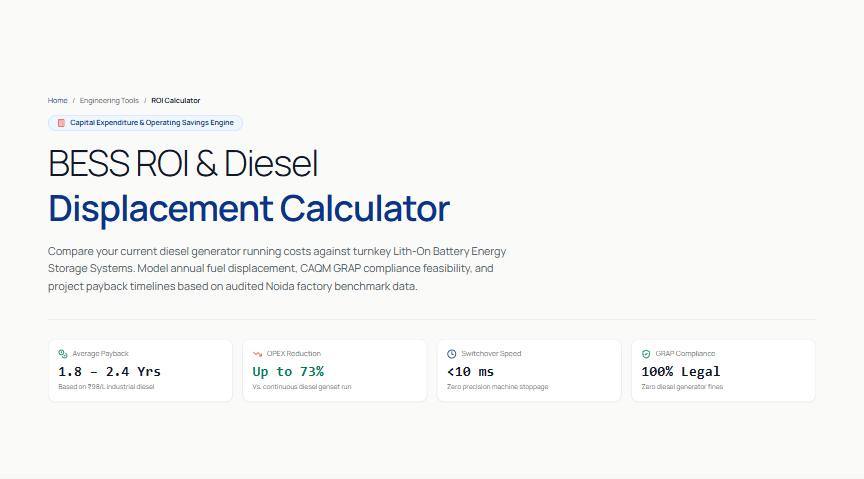 Home / Engineering Tools / ROI Calculator
Capital Expenditure & Operating Savings Engine
BESS ROI & Diesel
Displacement Calculator
Compare your current diesel generator running costs against turnkey Lith-On Battery Energy
Storage Systems. Model annual fuel displacement, CAQM GRAP compliance feasibility, and
project payback timelines based on audited Noida factory benchmark data.
Average Payback
1.8 – 2.4 Yrs
Based on ₹98/L industrial diesel
OPEX Reduction
Up to 73%
Vs. continuous diesel genset run
Switchover Speed
<10 ms
Zero precision machine stoppage
GRAP Compliance
100% Legal
Zero diesel generator fines